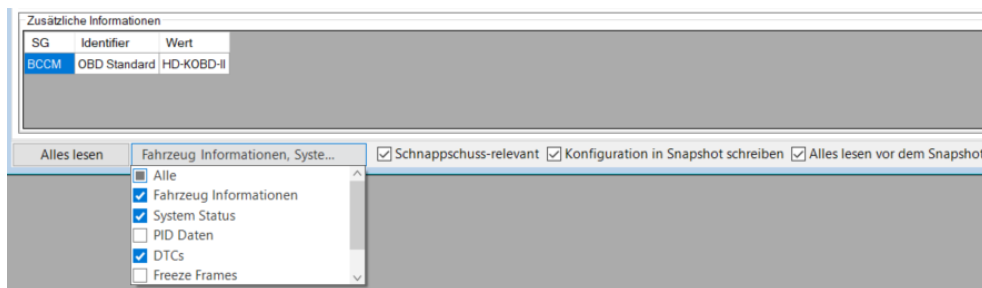 Zusätzliche Informationen
SG Identifier Wert
BCCM OBD Standard HD-KOBD-II
Alles lesen Fahrzeug Informationen, Syste... Schnappschuss-relevant Konfiguration in Snapshot schreiben Alles lesen vor dem Snapshot
Alle
Fahrzeug Informationen
System Status
PID Daten
DTCs
Freeze Frames